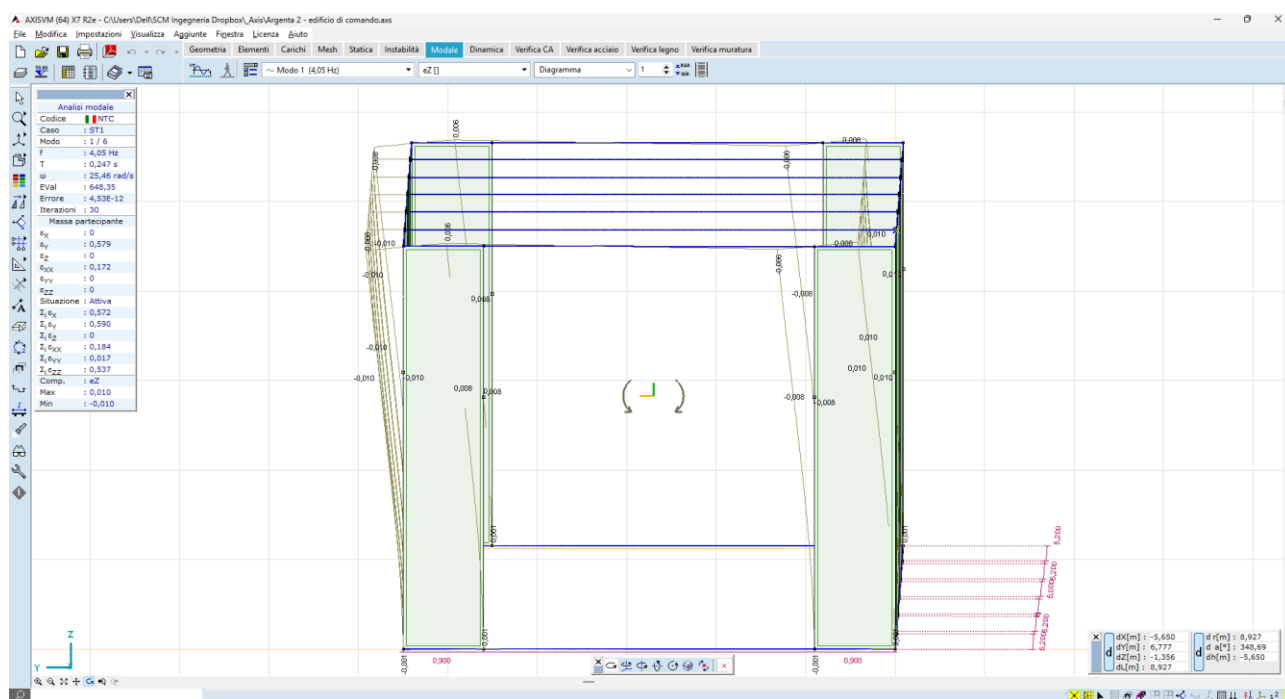 AXISVM (64) X7 R2e - C:\Users\Dell\SCM Ingegneria Dropbox\_Axis\Argenta 2 - edificio di comando.axs
File Modifica Impostazioni Visualizza Aggiunte Finestra Licenza Aiuto
Geometria Elementi Carichi Mesh Statica Instabilità Modale Dinamica Verifica CA Verifica acciaio Verifica legno Verifica muratura
Modo 1 (4,05 Hz) eZ [] Diagramma 1
Analisi modale
Codice NTC
Caso : ST1
Modo : 1 / 6
f : 4,05 Hz
T : 0,247 s
ω : 25,46 rad/s
EVal : 648,35
Errore : 4,53E-12
Iterazioni : 30
Massa partecipante
εX : 0
εY : 0,579
εZ : 0
εXX : 0,172
εYY : 0
εZZ : 0
Situazione : Attiva
Σi εX : 0,572
Σi εY : 0,590
Σi εZ : 0
Σi εXX : 0,184
Σi εYY : 0,017
Σi εZZ : 0,537
Comp. : eZ
Max : 0,010
Min : -0,010
0,006
-0,006
0,006
-0,010
0,010
0,008
-0,006
-0,010
0,008
-0,008
-0,010
0,010
-0,010
-0,010
0,008
0,008
-0,008
-0,008
0,010
0,010
0,001
0,001
-0,001
0,001
-0,001
0,900
0,900
5,200
Z
Y
dX[m] : -5,650
dY[m] : 6,777
dZ[m] : -1,356
dL[m] : 8,927
d
d r[m] : 8,927
d a[°] : 348,69
dh[m] : -5,650